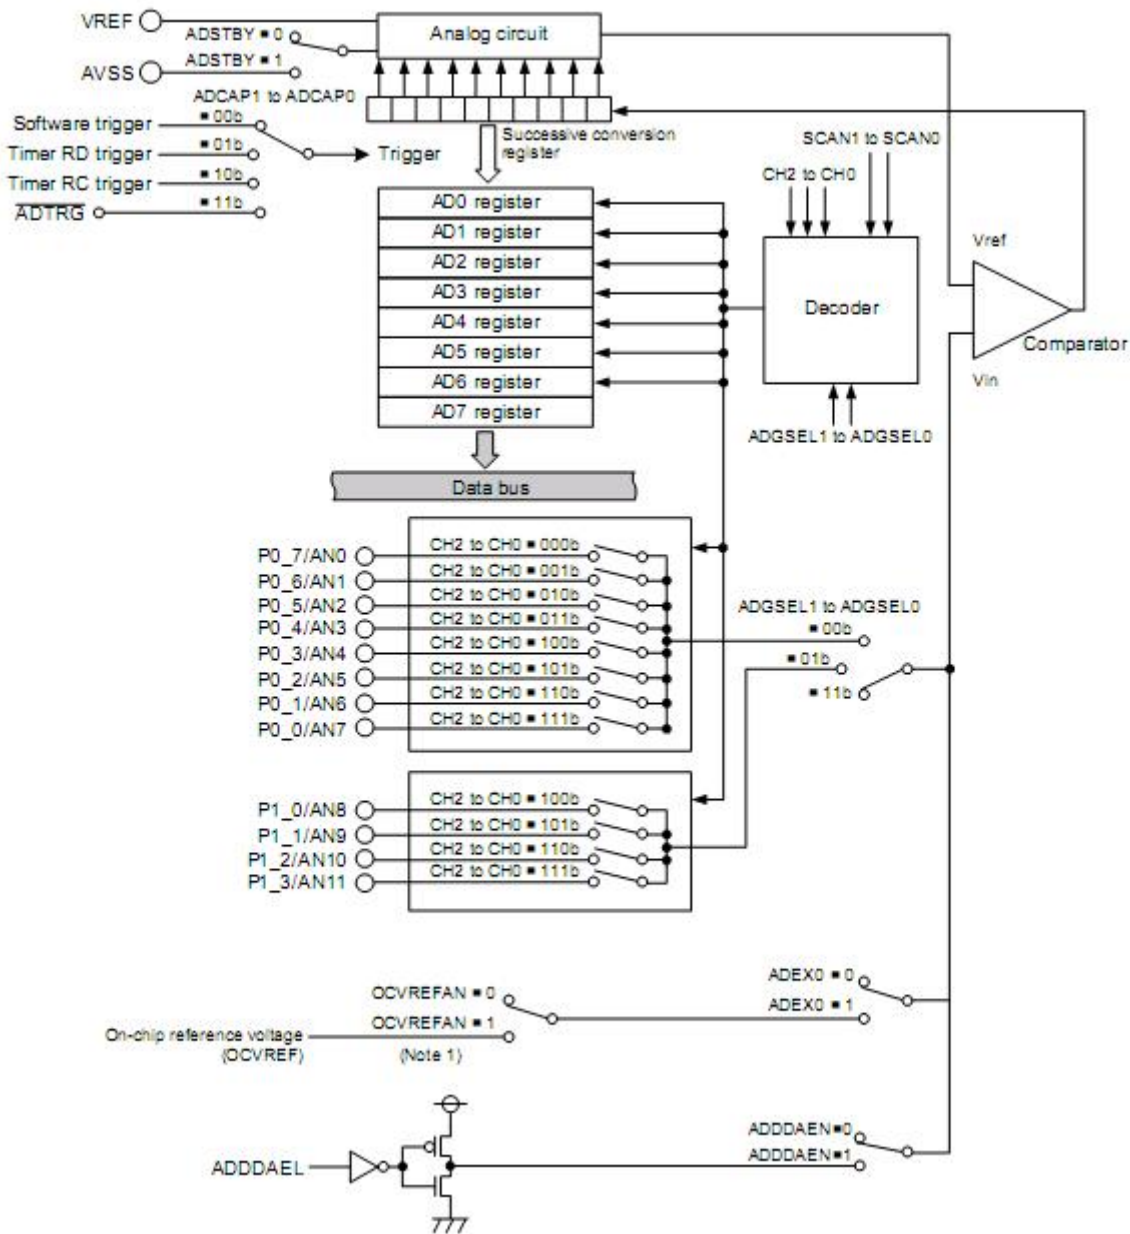 VREF
ADSTBY = 0
Analog circuit
AVSS
ADSTBY = 1
ADCAP1 to ADCAP0
Software trigger
= 00b
Timer RD trigger
= 01b
Trigger
Timer RC trigger
= 10b
ADTRG
= 11b
Successive conversion
register
SCAN1 to SCAN0
CH2 to CH0
AD0 register
AD1 register
AD2 register
AD3 register
AD4 register
AD5 register
AD6 register
AD7 register
Decoder
Vref
Comparator
Vin
ADGSEL1 to ADGSEL0
Data bus
P0_7/AN0 CH2 to CH0 = 000b
P0_6/AN1 CH2 to CH0 = 001b
P0_5/AN2 CH2 to CH0 = 010b
P0_4/AN3 CH2 to CH0 = 011b
P0_3/AN4 CH2 to CH0 = 100b
P0_2/AN5 CH2 to CH0 = 101b
P0_1/AN6 CH2 to CH0 = 110b
P0_0/AN7 CH2 to CH0 = 111b
ADGSEL1 to ADGSEL0
= 00b
= 01b
= 11b
P1_0/AN8 CH2 to CH0 = 100b
P1_1/AN9 CH2 to CH0 = 101b
P1_2/AN10 CH2 to CH0 = 110b
P1_3/AN11 CH2 to CH0 = 111b
ADEX0 = 0
OCVREFAN = 0
ADEX0 = 1
OCVREFAN = 1
On-chip reference voltage
(OCVREF)
(Note 1)
ADDDAEN=0
ADDDAEN=1
ADDDAEL